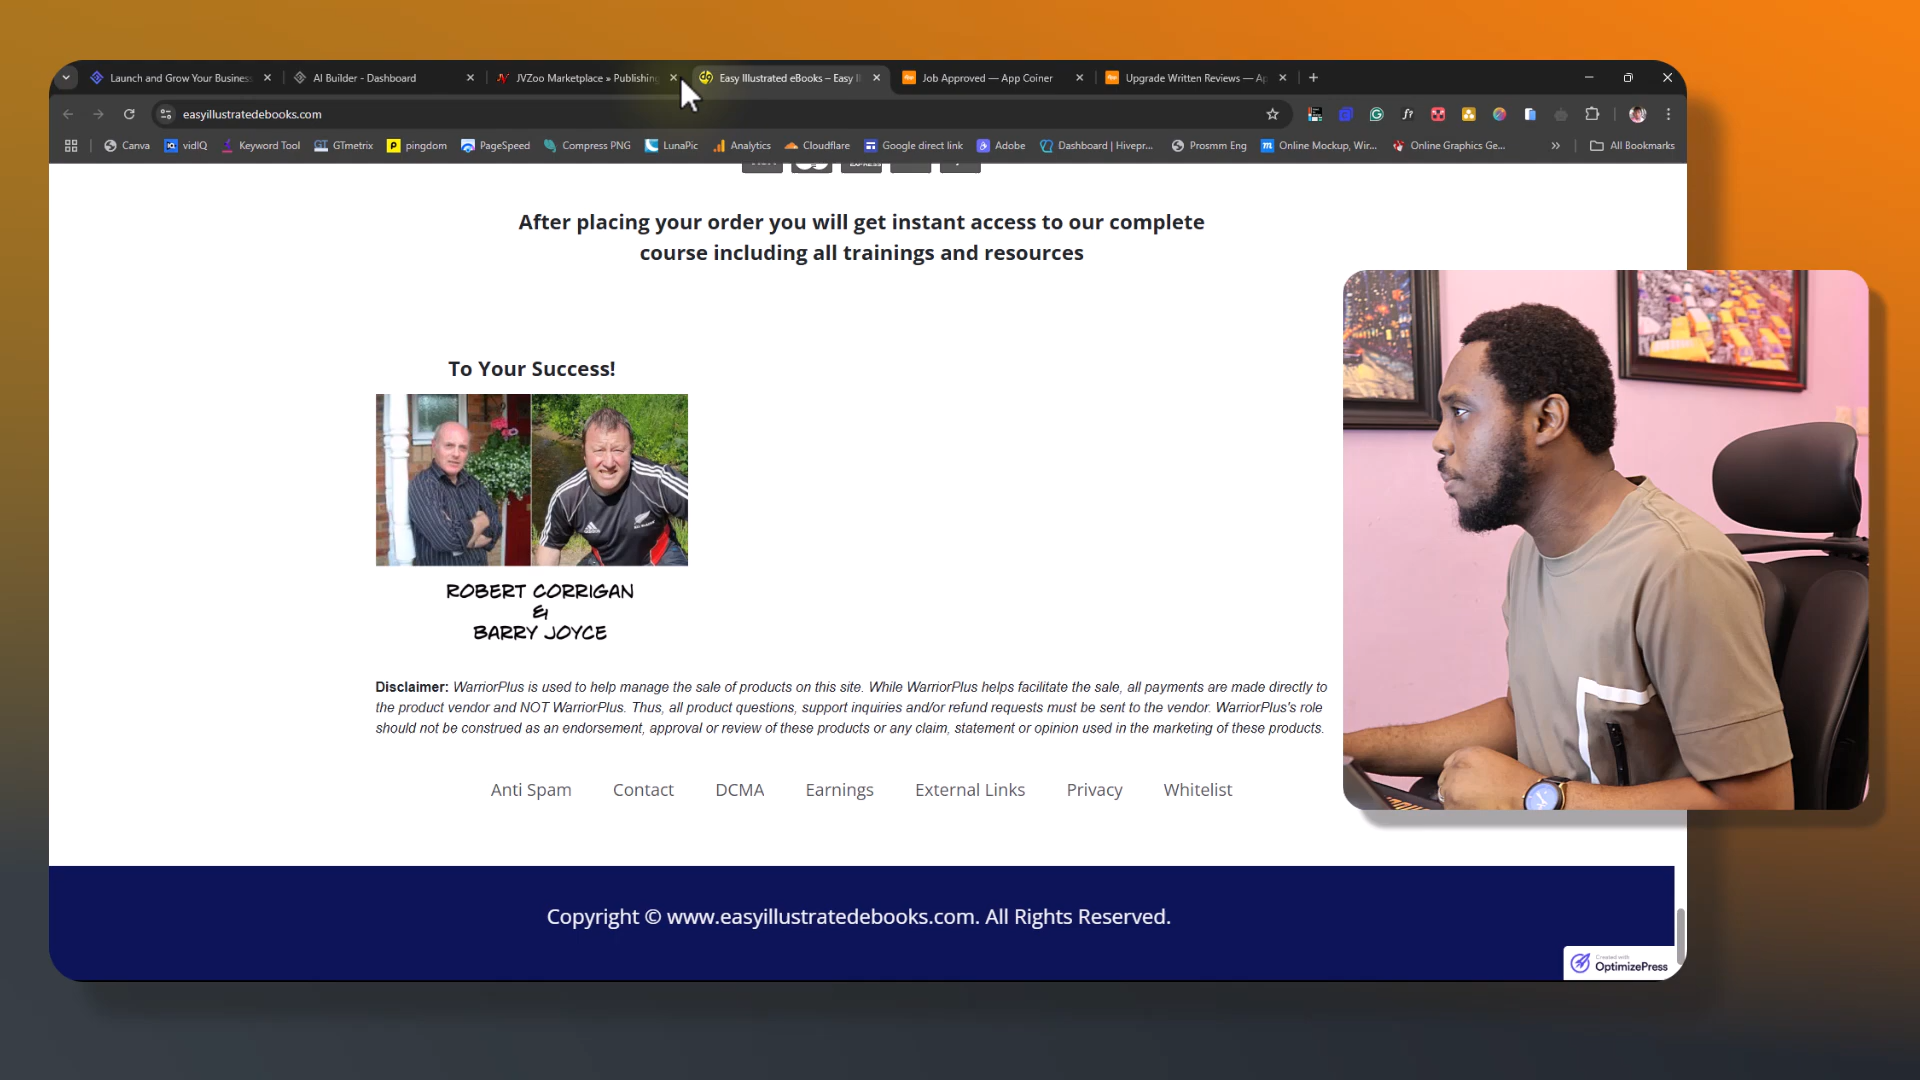 Launch and Grow Your Business
AI Builder - Dashboard
JVZoo Marketplace » Publishing
Easy Illustrated eBooks – Easy I
Job Approved — App Coiner
Upgrade Written Reviews — Ap
easyillustratedebooks.com
Canva
vidIQ
Keyword Tool
GTmetrix
pingdom
PageSpeed
Compress PNG
LunaPic
Analytics
Cloudflare
Google direct link
Adobe
Dashboard | Hivepr...
Prosmm Eng
Online Mockup, Wir...
Online Graphics Ge...
»
All Bookmarks
After placing your order you will get instant access to our complete
course including all trainings and resources
To Your Success!
ROBERT CORRIGAN
&
BARRY JOYCE
Disclaimer: WarriorPlus is used to help manage the sale of products on this site. While WarriorPlus helps facilitate the sale, all payments are made directly to
the product vendor and NOT WarriorPlus. Thus, all product questions, support inquiries and/or refund requests must be sent to the vendor. WarriorPlus's role
should not be construed as an endorsement, approval or review of these products or any claim, statement or opinion used in the marketing of these products.
Anti Spam
Contact
DCMA
Earnings
External Links
Privacy
Whitelist
Copyright © www.easyillustratedebooks.com. All Rights Reserved.
Created with
OptimizePress